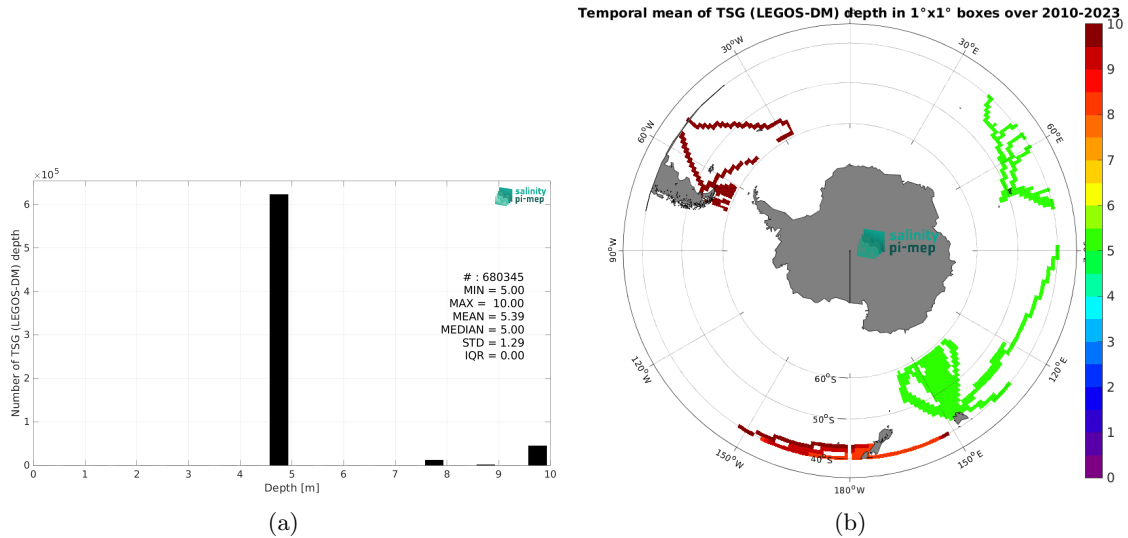 Temporal mean of TSG (LEGOS-DM) depth in 1°x1° boxes over 2010-2023
×10⁵
6
5
4
3
2
1
0
Number of TSG (LEGOS-DM) depth
0 1 2 3 4 5 6 7 8 9 10
Depth [m]
salinity
pi-mep
# : 680345
MIN = 5.00
MAX = 10.00
MEAN = 5.39
MEDIAN = 5.00
STD = 1.29
IQR = 0.00
(a)
30°W
30°E
60°W
60°E
90°W
120°W
120°E
150°W
150°E
180°W
60°S
50°S
40°S
salinity
pi-mep
10
9
8
7
6
5
4
3
2
1
0
(b)